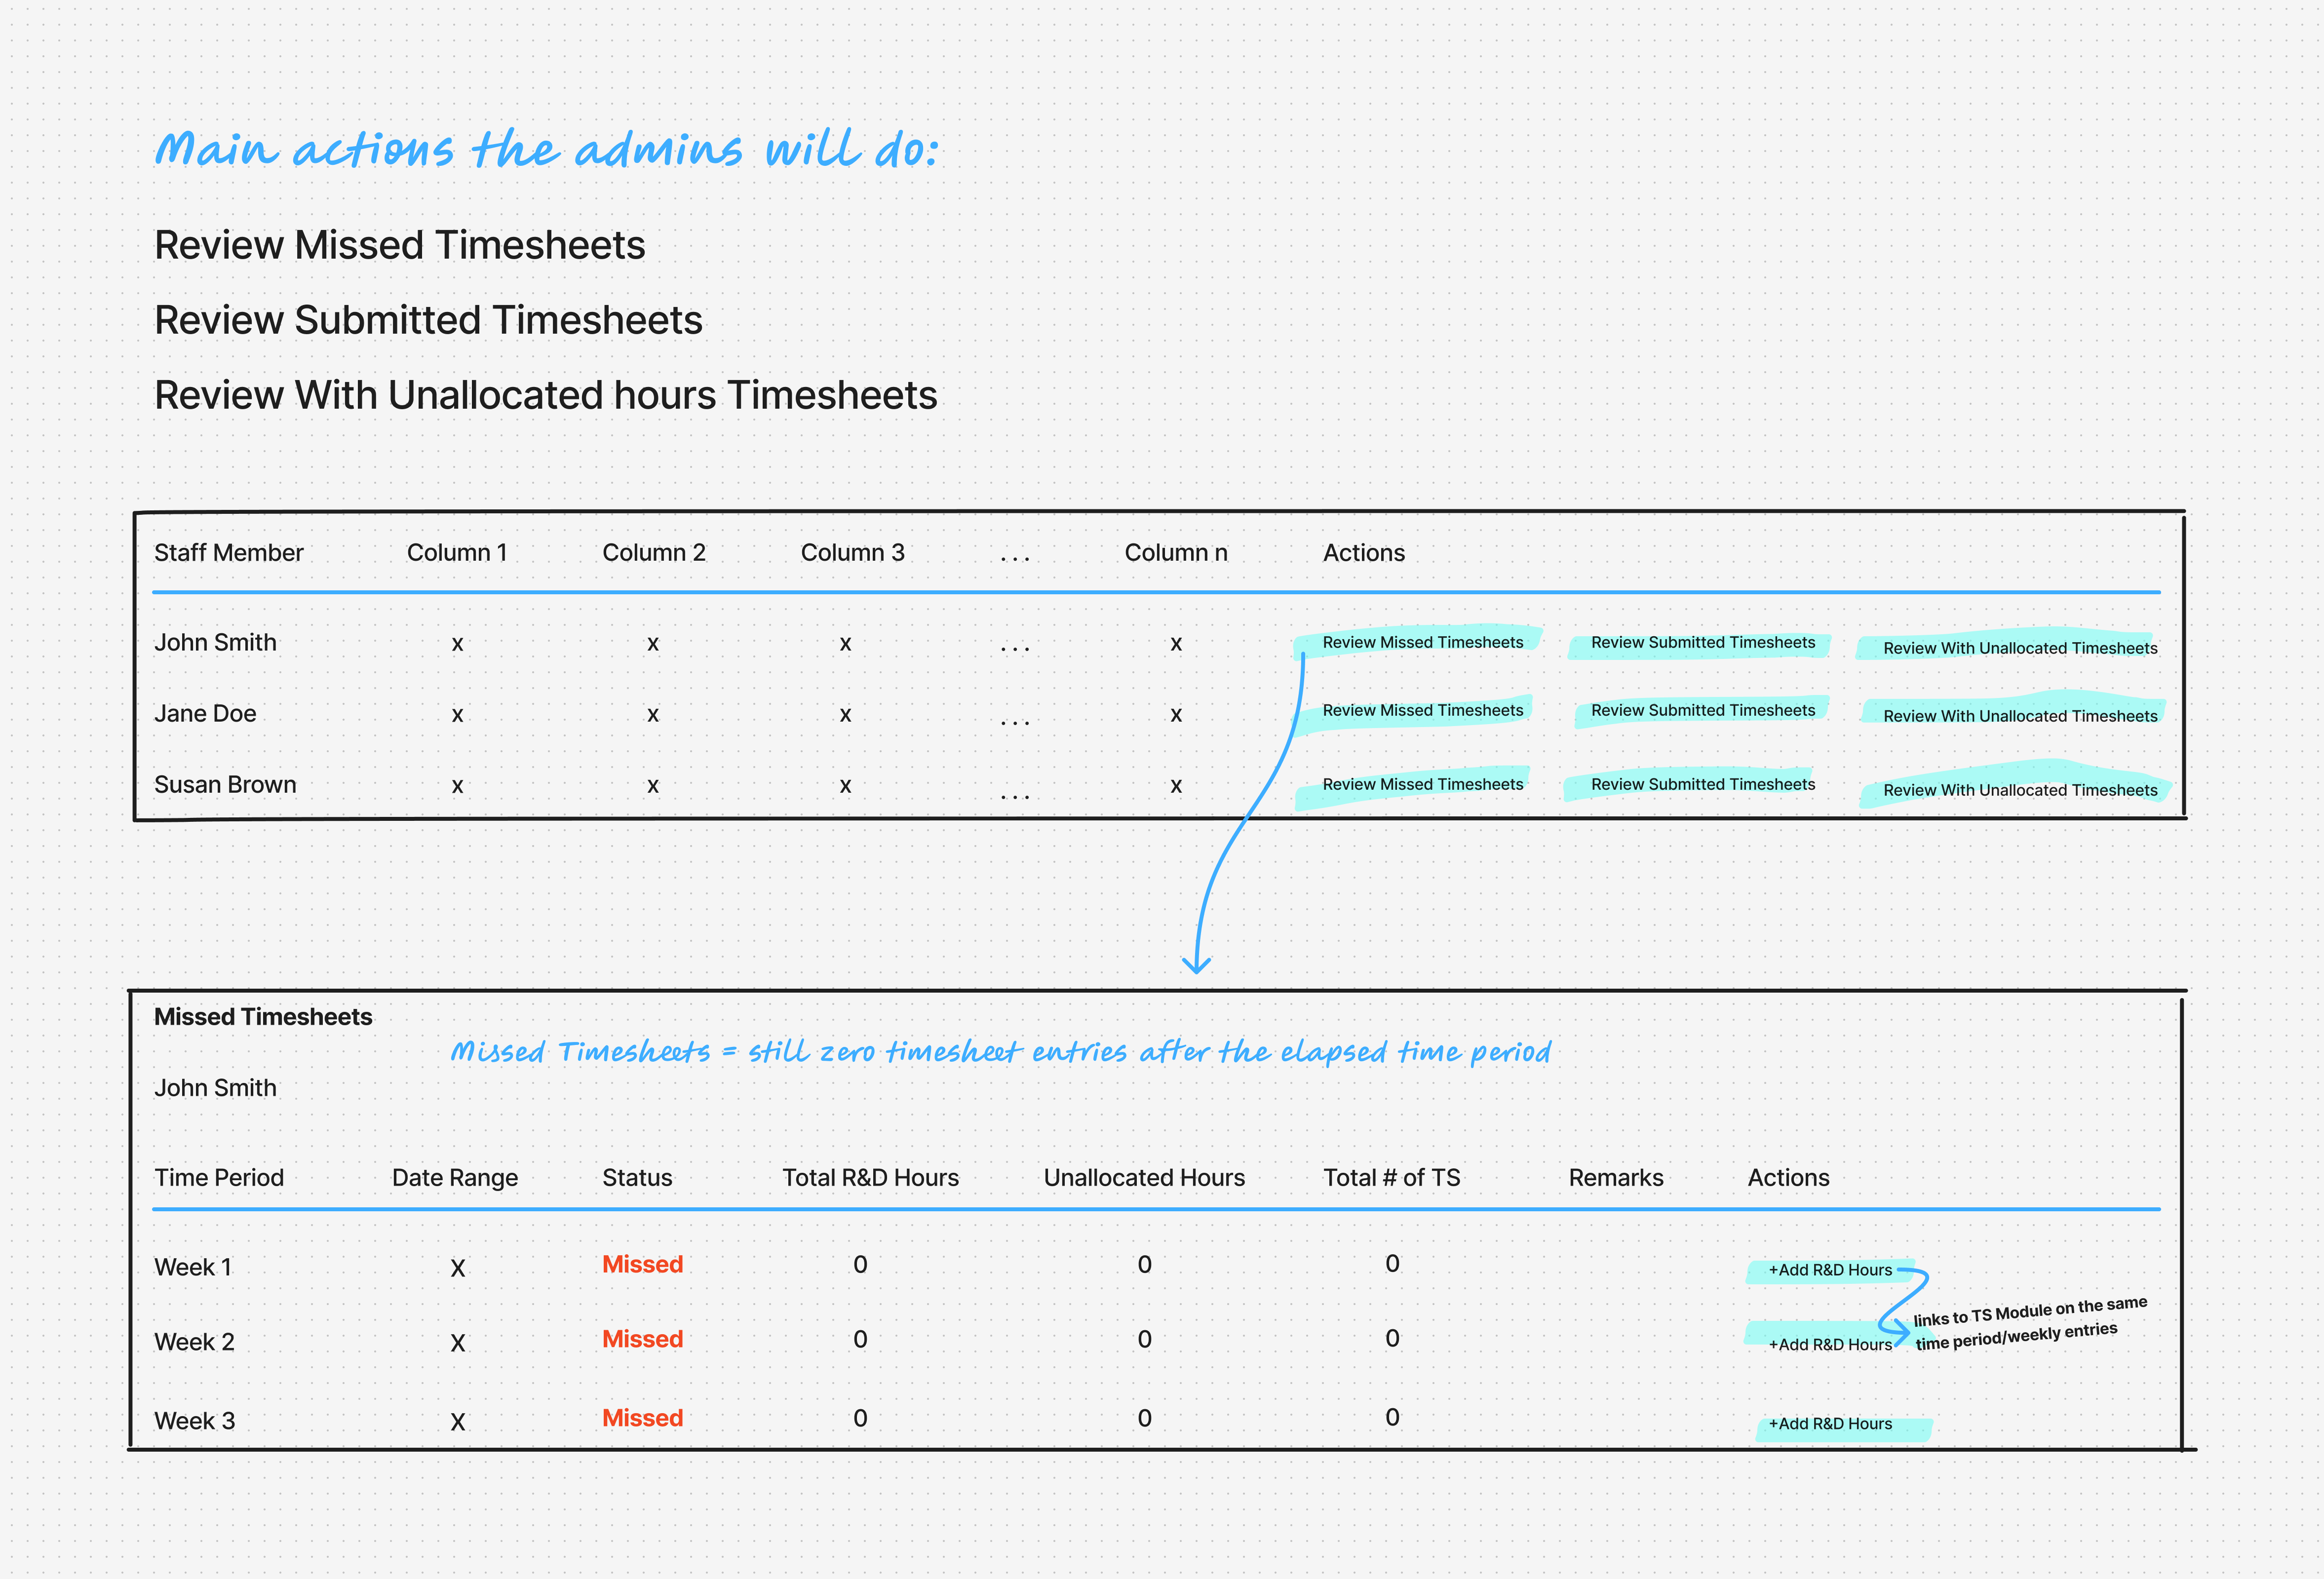 Main actions the admins will do:
Review Missed Timesheets
Review Submitted Timesheets
Review With Unallocated hours Timesheets
Staff Member Column 1 Column 2 Column 3 ... Column n Actions
John Smith x x x ... x Review Missed Timesheets Review Submitted Timesheets Review With Unallocated Timesheets
Jane Doe x x x ... x Review Missed Timesheets Review Submitted Timesheets Review With Unallocated Timesheets
Susan Brown x x x ... x Review Missed Timesheets Review Submitted Timesheets Review With Unallocated Timesheets
Missed Timesheets
Missed Timesheets = still zero timesheet entries after the elapsed time period
John Smith
Time Period Date Range Status Total R&D Hours Unallocated Hours Total # of TS Remarks Actions
Week 1 X Missed 0 0 0 +Add R&D Hours
links to TS Module on the same
time period/weekly entries
Week 2 X Missed 0 0 0 +Add R&D Hours
Week 3 X Missed 0 0 0 +Add R&D Hours